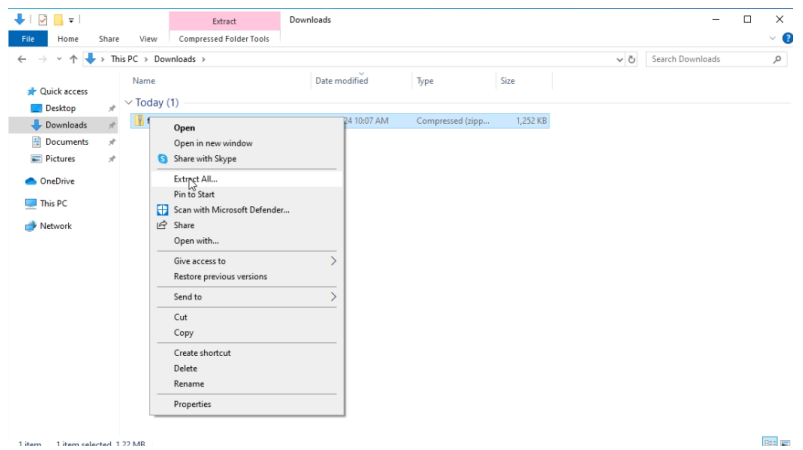 Extract Downloads
File Home Share View Compressed Folder Tools
This PC Downloads Search Downloads
Name Date modified Type Size
Quick access
Desktop
Downloads
Documents
Pictures
OneDrive
This PC
Network
Today (1)
24 10:07 AM Compressed (zipp... 1,252 KB
Open
Open in new window
Share with Skype
Extract All...
Pin to Start
Scan with Microsoft Defender...
Share
Open with...
Give access to
Restore previous versions
Send to
Cut
Copy
Create shortcut
Delete
Rename
Properties
1 item 1 item selected 1.22 MB